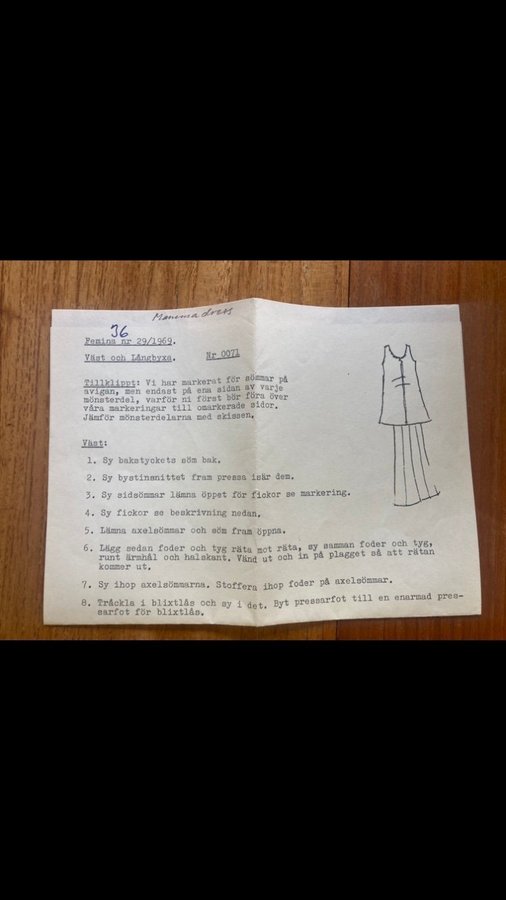 Mammadress
36
Femina nr 29/1969.
Väst och Långbyxa. Nr 0071
Tillklippt: Vi har markerat för sömmar på
avigan, men endast på ena sidan av varje
mönsterdel, varför ni först bör föra över
våra markeringar till omarkerade sidor.
Jämför mönsterdelarna med skissen.
Väst:
1. Sy bakstyckets söm bak.
2. Sy bystinsnittet fram pressa isär dem.
3. Sy sidsömmar lämna öppet för fickor se markering.
4. Sy fickor se beskrivning nedan.
5. Lämna axelsömmar och söm fram öppna.
6. Lägg sedan foder och tyg räta mot räta, sy samman foder och tyg,
runt ärmhål och halskant. Vänd ut och in på plagget så att rätan
kommer ut.
7. Sy ihop axelsömmarna. Stoffera ihop foder på axelsömmar.
8. Tråckla i blixtlås och sy i det. Byt pressarfot till en enarmad pres-
sarfot för blixtlås.